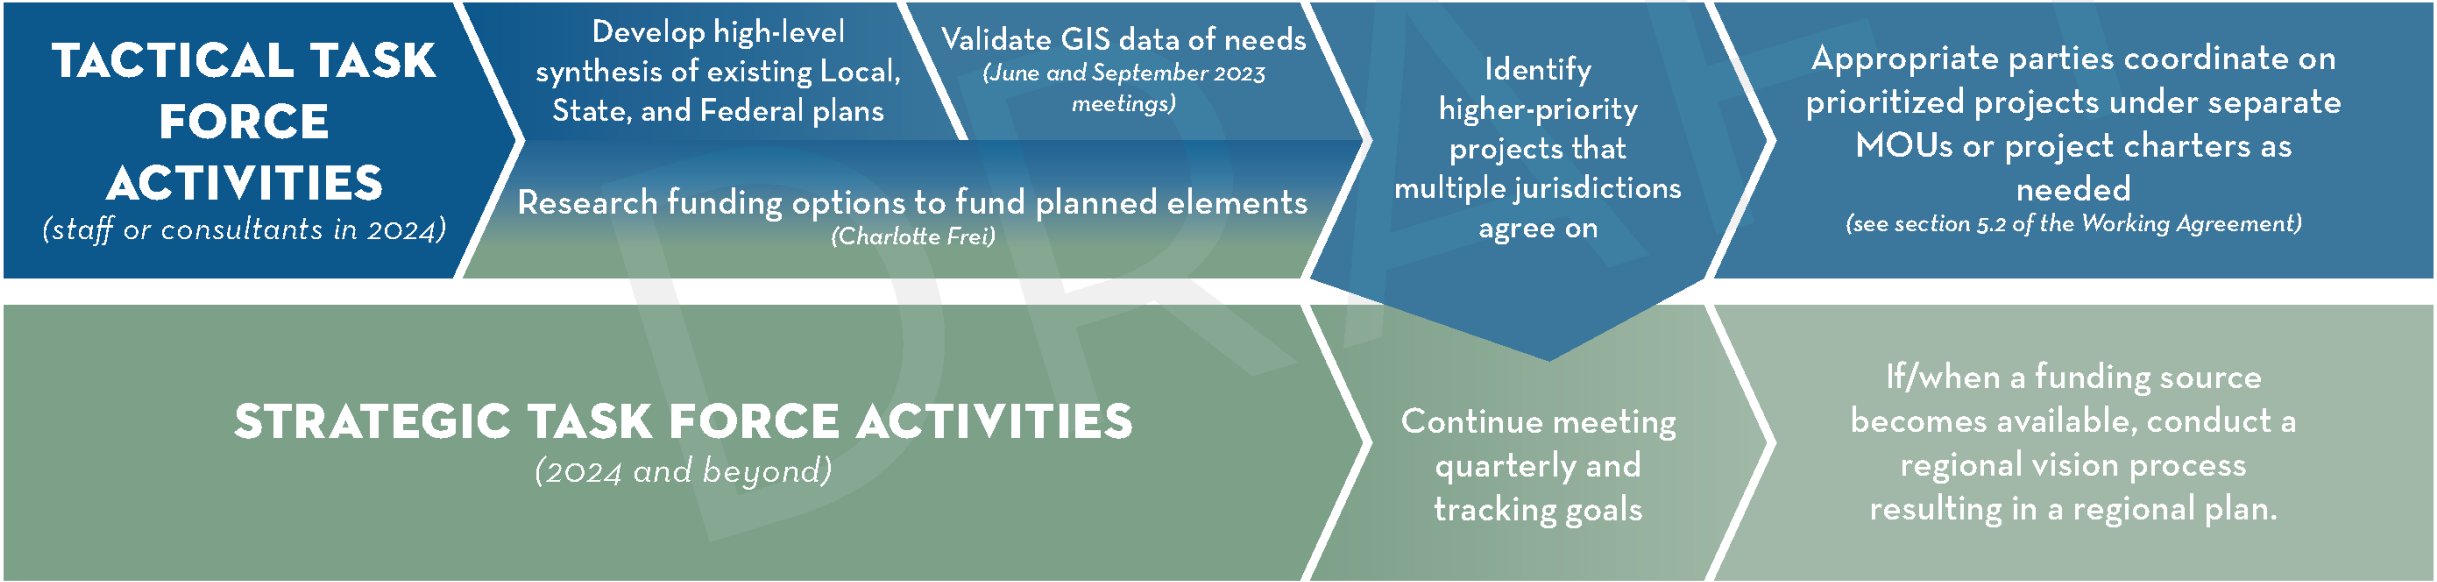 TACTICAL TASK
FORCE
ACTIVITIES
(staff or consultants in 2024)
Develop high-level
synthesis of existing Local,
State, and Federal plans
Validate GIS data of needs
(June and September 2023
meetings)
Research funding options to fund planned elements
(Charlotte Frei)
Identify
higher-priority
projects that
multiple jurisdictions
agree on
Appropriate parties coordinate on
prioritized projects under separate
MOUs or project charters as
needed
(see section 5.2 of the Working Agreement)
STRATEGIC TASK FORCE ACTIVITIES
(2024 and beyond)
Continue meeting
quarterly and
tracking goals
If/when a funding source
becomes available, conduct a
regional vision process
resulting in a regional plan.
DRAFT